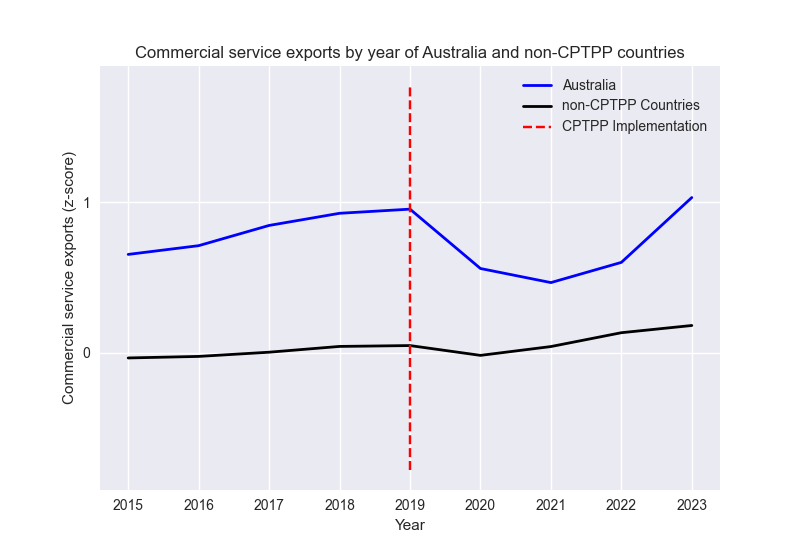 Commercial service exports by year of Australia and non-CPTPP countries
Australia
non-CPTPP Countries
CPTPP Implementation
Commercial service exports (z-score)
1
0
2015 2016 2017 2018 2019 2020 2021 2022 2023
Year